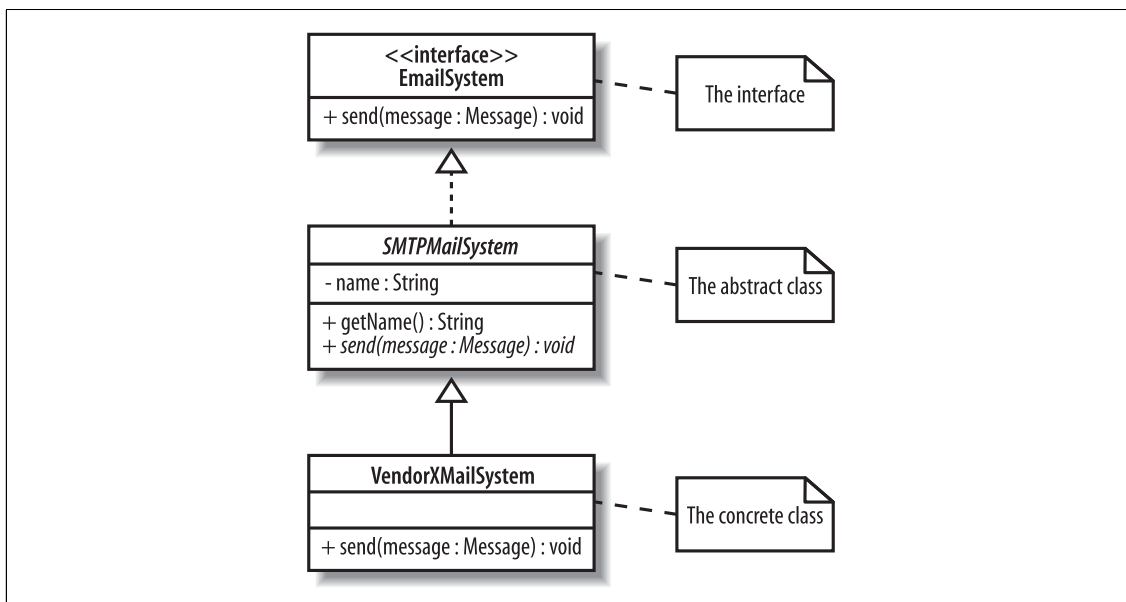 <<interface>>
EmailSystem
+ send(message : Message) : void
The interface
SMTPMailSystem
- name : String
+ getName() : String
+ send(message : Message) : void
The abstract class
VendorXMailSystem
+ send(message : Message) : void
The concrete class